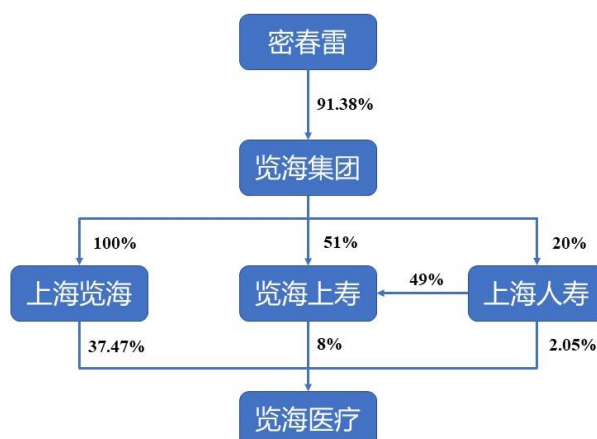 密春雷
91.38%
览海集团
100%
51%
20%
上海览海
览海上寿
49%
上海人寿
37.47%
8%
2.05%
览海医疗